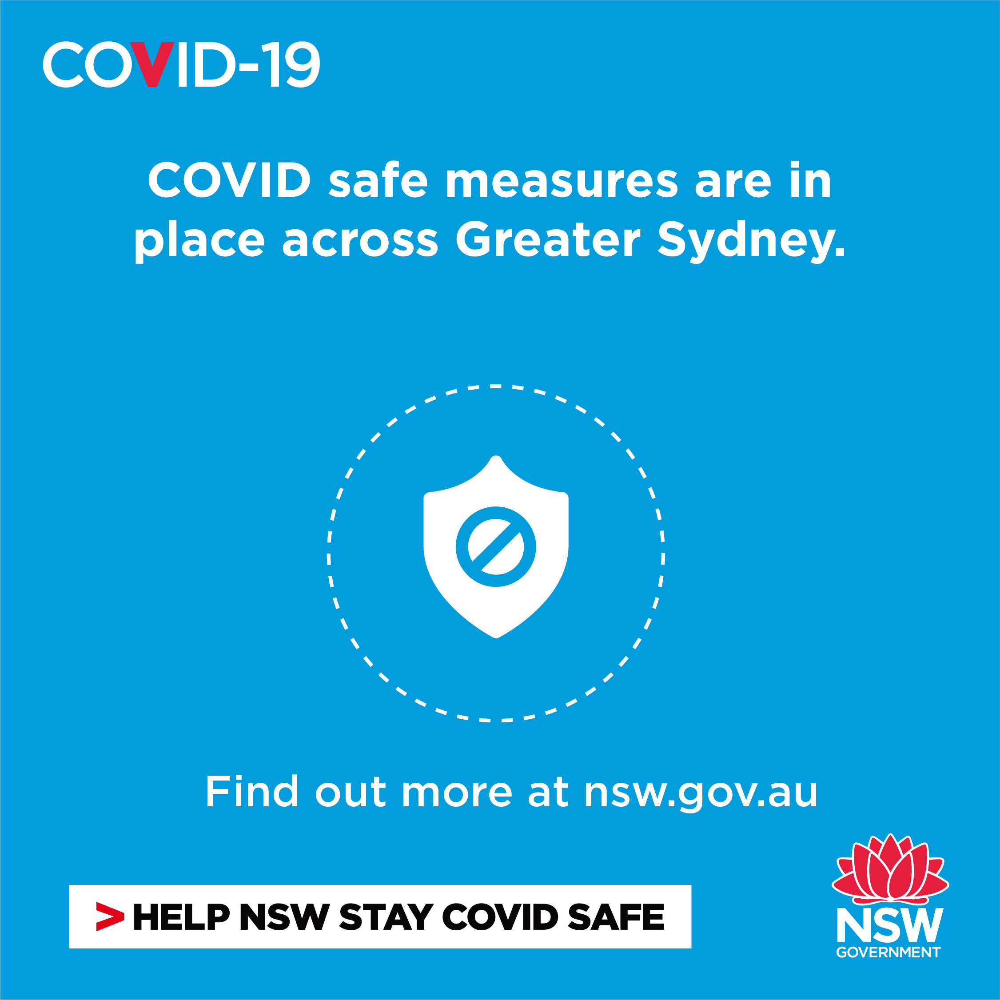 COVID-19
COVID safe measures are in
place across Greater Sydney.
Find out more at nsw.gov.au
> HELP NSW STAY COVID SAFE
NSW
GOVERNMENT